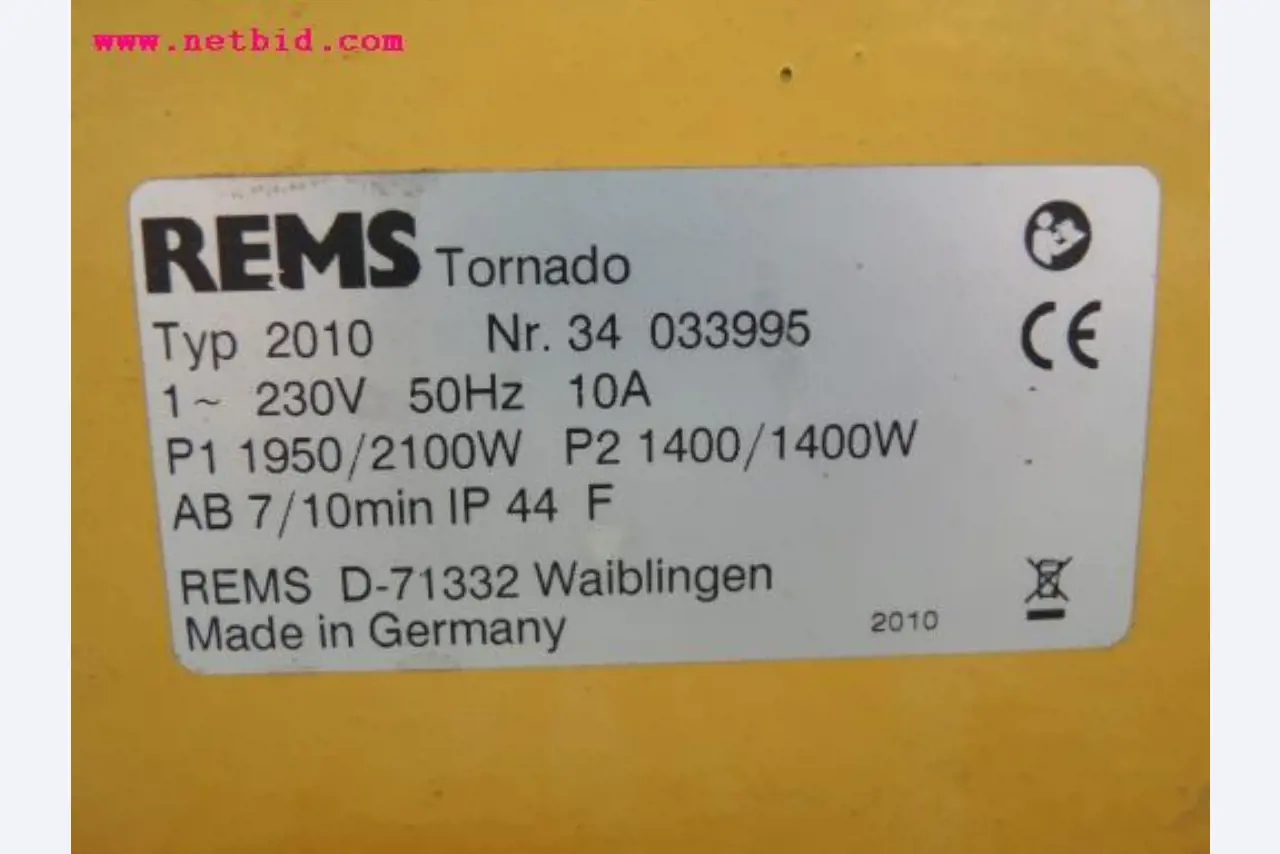 www.netbid.com
REMS Tornado
Typ 2010 Nr. 34 033995
1~ 230V 50Hz 10A
P1 1950/2100W P2 1400/1400W
AB 7/10min IP 44 F
REMS D-71332 Waiblingen
Made in Germany 2010
CE